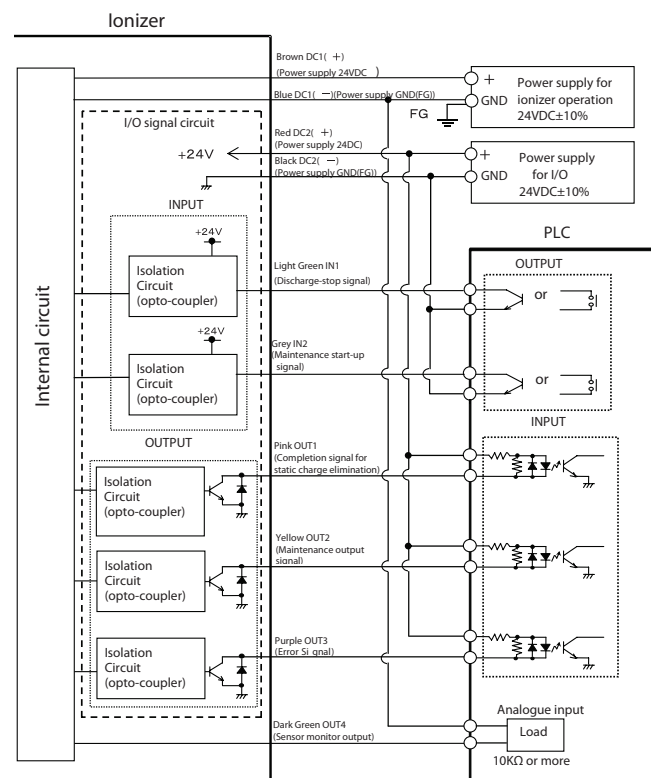 Ionizer
Brown DC1( + )
(Power supply 24VDC )
Blue DC1( − )(Power supply GND(FG))
+
GND
Power supply for
ionizer operation
24VDC±10%
FG
I/O signal circuit
+24V
Red DC2( + )
(Power supply 24DC)
Black DC2( − )
(Power supply GND(FG))
+
GND
Power supply
for I/O
24VDC±10%
INPUT
PLC
+24V
Isolation
Circuit
(opto-coupler)
Light Green IN1
(Discharge-stop signal)
OUTPUT
or
+24V
Isolation
Circuit
(opto-coupler)
Grey IN2
(Maintenance start-up
signal)
or
Internal circuit
OUTPUT
INPUT
Isolation
Circuit
(opto-coupler)
Pink OUT1
(Completion signal for
static charge elimination)
Isolation
Circuit
(opto-coupler)
Yellow OUT2
(Maintenance output
signal)
Isolation
Circuit
(opto-coupler)
Purple OUT3
(Error Si gnal)
Dark Green OUT4
(Sensor monitor output)
Analogue input
Load
10KΩ or more